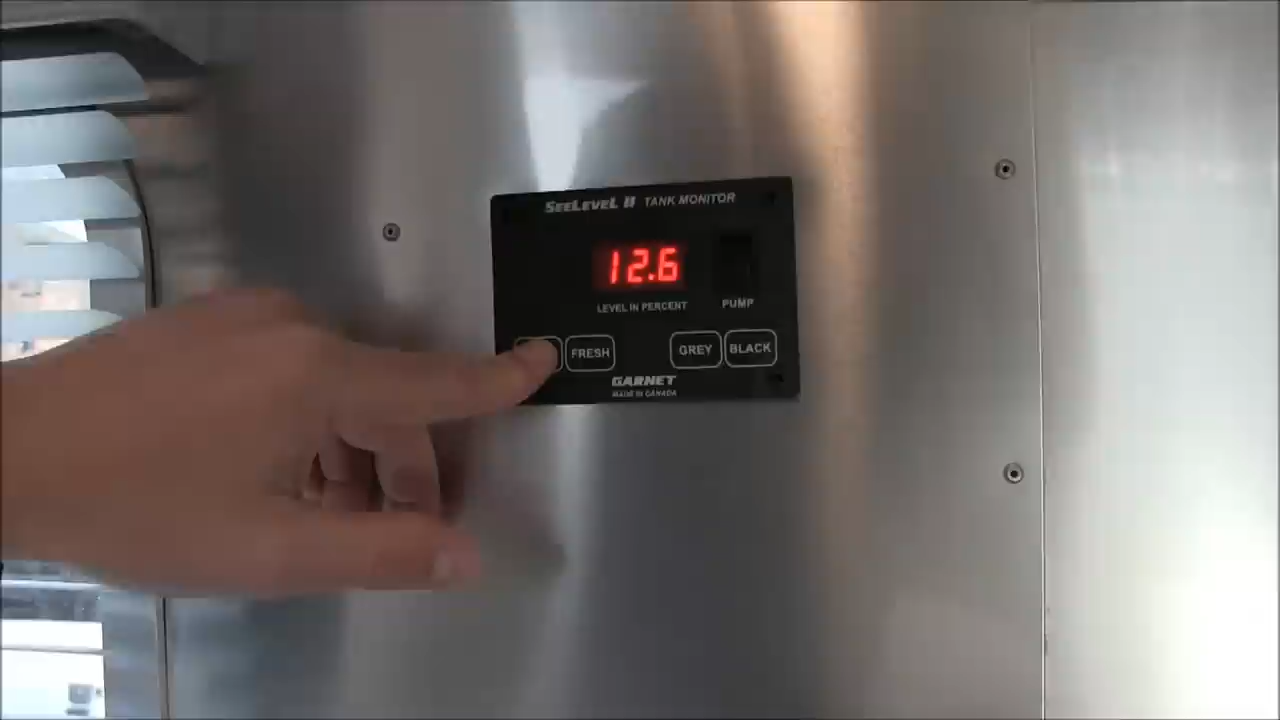 SEELEVEL II TANK MONITOR
12.6
LEVEL IN PERCENT
PUMP
FRESH
GREY
BLACK
GARNET
MADE IN CANADA